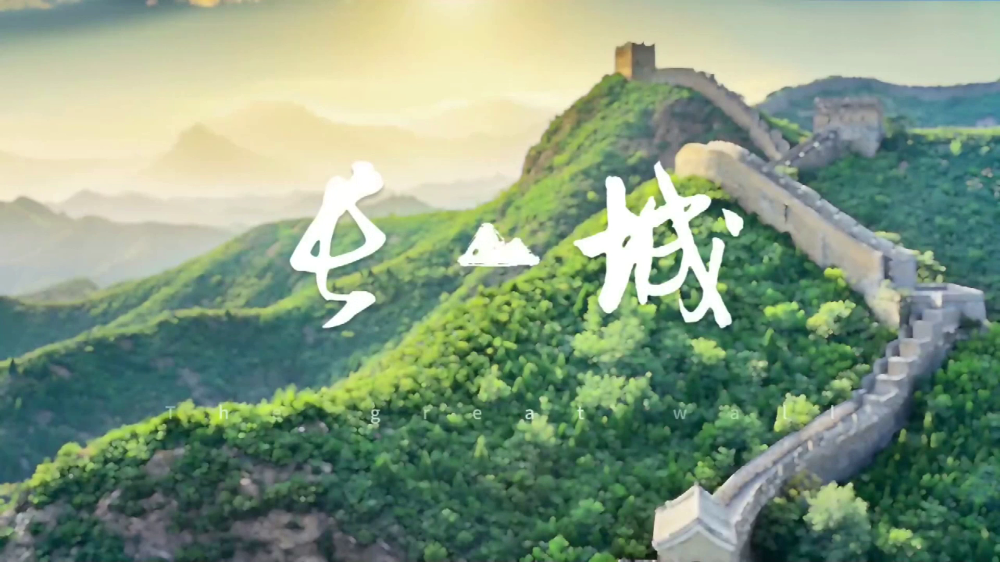 长城
The great wall